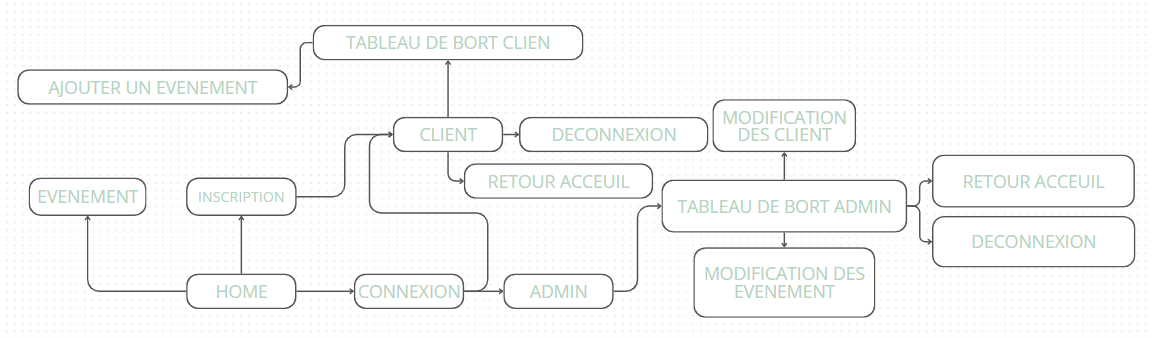 TABLEAU DE BORT CLIEN
AJOUTER UN EVENEMENT
CLIENT
DECONNEXION
MODIFICATION
DES CLIENT
RETOUR ACCEUIL
EVENEMENT
INSCRIPTION
TABLEAU DE BORT ADMIN
RETOUR ACCEUIL
DECONNEXION
HOME
CONNEXION
ADMIN
MODIFICATION DES
EVENEMENT